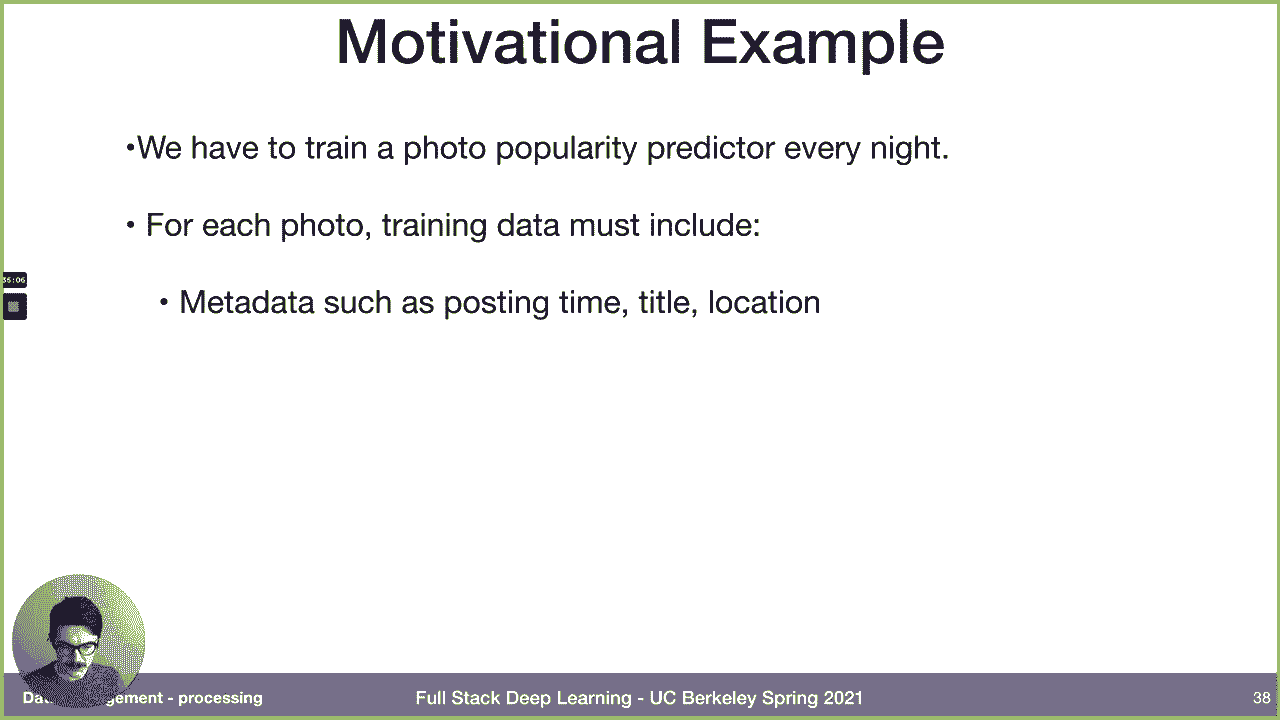 Motivational Example
•We have to train a photo popularity predictor every night.
• For each photo, training data must include:
• Metadata such as posting time, title, location
35:06
gement - processing
Full Stack Deep Learning - UC Berkeley Spring 2021
38